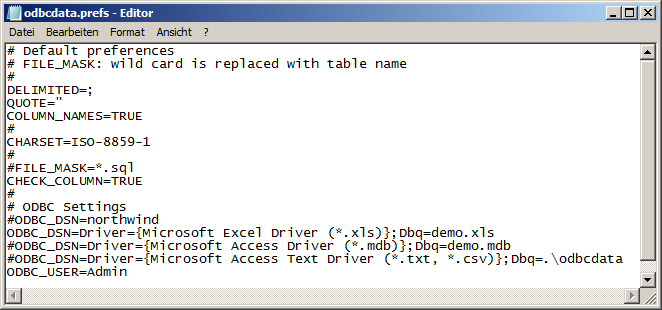 odbcdata.prefs - Editor
Datei Bearbeiten Format Ansicht ?
# Default preferences
# FILE_MASK: wild card is replaced with table name
#
DELIMITED=;
QUOTE="
COLUMN_NAMES=TRUE
#
CHARSET=ISO-8859-1
#
#FILE_MASK=*.sql
CHECK_COLUMN=TRUE
#
# ODBC Settings
#ODBC_DSN=northwind
ODBC_DSN=Driver={Microsoft Excel Driver (*.xls)};Dbq=demo.xls
#ODBC_DSN=Driver={Microsoft Access Driver (*.mdb)};Dbq=demo.mdb
#ODBC_DSN=Driver={Microsoft Access Text Driver (*.txt, *.csv)};Dbq=.\odbcdata
ODBC_USER=Admin